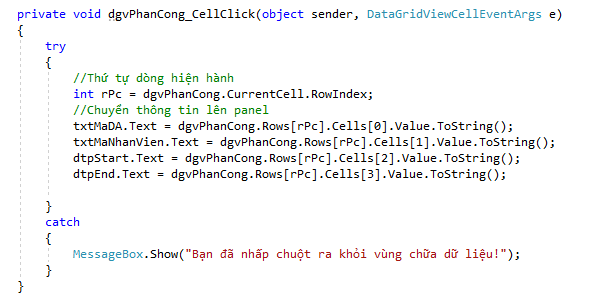 private void dgvPhanCong_CellClick(object sender, DataGridViewCellEventArgs e)
{
try
{
//Thứ tự dòng hiện hành
int rPc = dgvPhanCong.CurrentCell.RowIndex;
//Chuyển thông tin lên panel
txtMaDA.Text = dgvPhanCong.Rows[rPc].Cells[0].Value.ToString();
txtMaNhanVien.Text = dgvPhanCong.Rows[rPc].Cells[1].Value.ToString();
dtpStart.Text = dgvPhanCong.Rows[rPc].Cells[2].Value.ToString();
dtpEnd.Text = dgvPhanCong.Rows[rPc].Cells[3].Value.ToString();
}
catch
{
MessageBox.Show("Bạn đã nhấp chuột ra khỏi vùng chữa dữ liệu!");
}
}